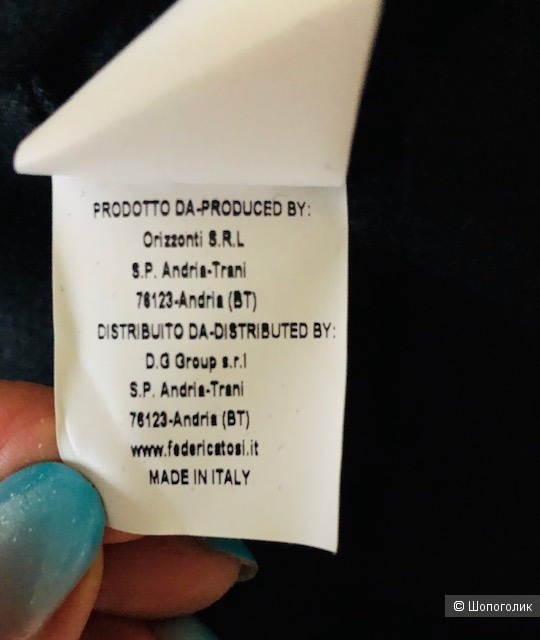 PRODOTTO DA-PRODUCED BY:
Orizzonti S.R.L
S.P. Andria-Trani
76123-Andria (BT)
DISTRIBUITO DA-DISTRIBUTED BY:
D.G Group s.r.l
S.P. Andria-Trani
76123-Andria (BT)
www.federicatosi.it
MADE IN ITALY
© Шопоголик